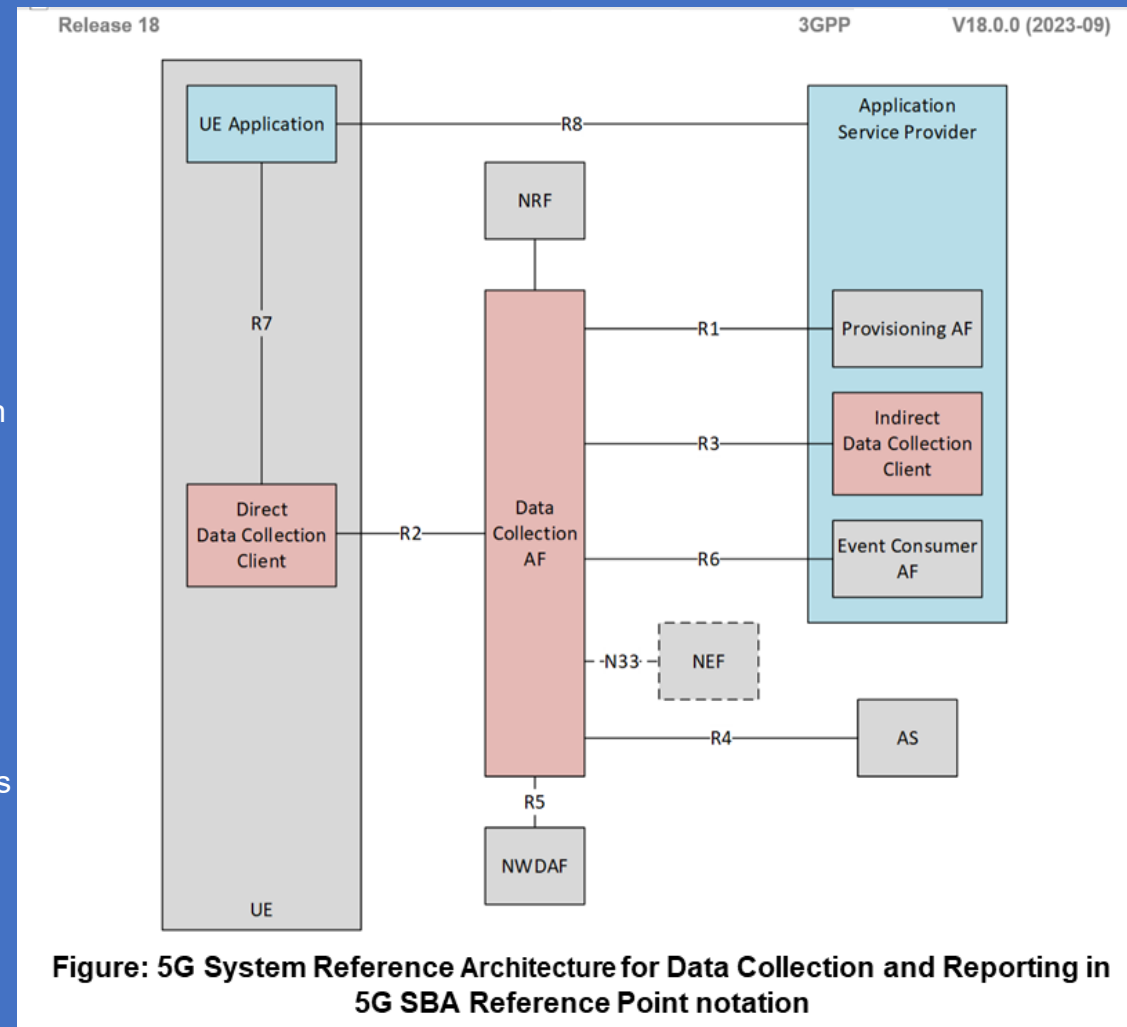 Release 18
3GPP
V18.0.0 (2023-09)
UE Application
R8
Application
Service Provider
NRF
R7
R1
Provisioning AF
n
R3
Indirect
Data Collection
Client
Direct
Data Collection
Client
R2
Data
Collection
AF
R6
Event Consumer
AF
N33
NEF
R4
AS
s
R5
NWDAF
UE
Figure: 5G System Reference Architecture for Data Collection and Reporting in
5G SBA Reference Point notation